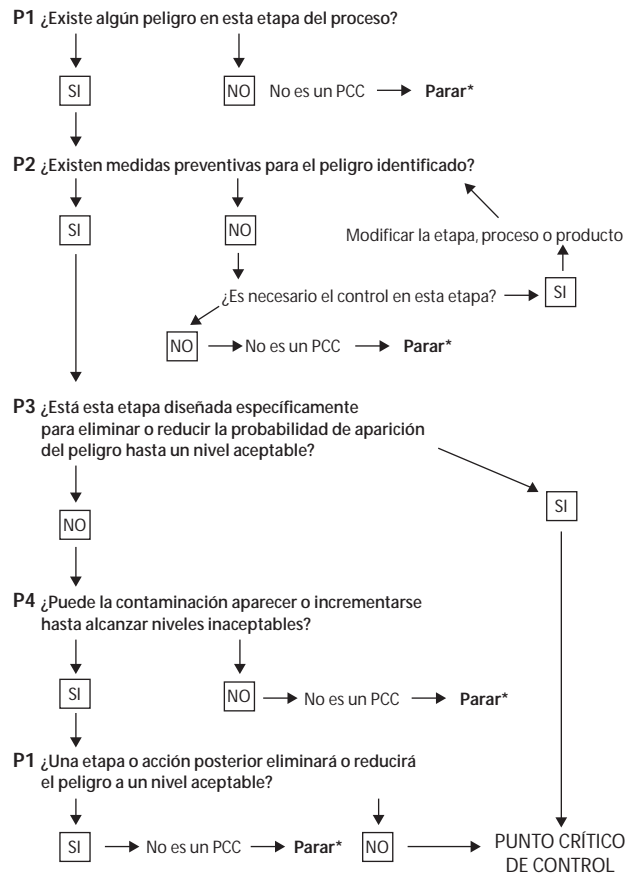 P1 ¿Existe algún peligro en esta etapa del proceso?
SI
NO No es un PCC Parar*
P2 ¿Existen medidas preventivas para el peligro identificado?
SI
NO
Modificar la etapa, proceso o producto
¿Es necesario el control en esta etapa?
SI
NO No es un PCC Parar*
P3 ¿Está esta etapa diseñada específicamente
para eliminar o reducir la probabilidad de aparición
del peligro hasta un nivel aceptable?
SI
NO
P4 ¿Puede la contaminación aparecer o incrementarse
hasta alcanzar niveles inaceptables?
SI
NO No es un PCC Parar*
P1 ¿Una etapa o acción posterior eliminará o reducirá
el peligro a un nivel aceptable?
SI No es un PCC Parar* NO
PUNTO CRÍTICO
DE CONTROL